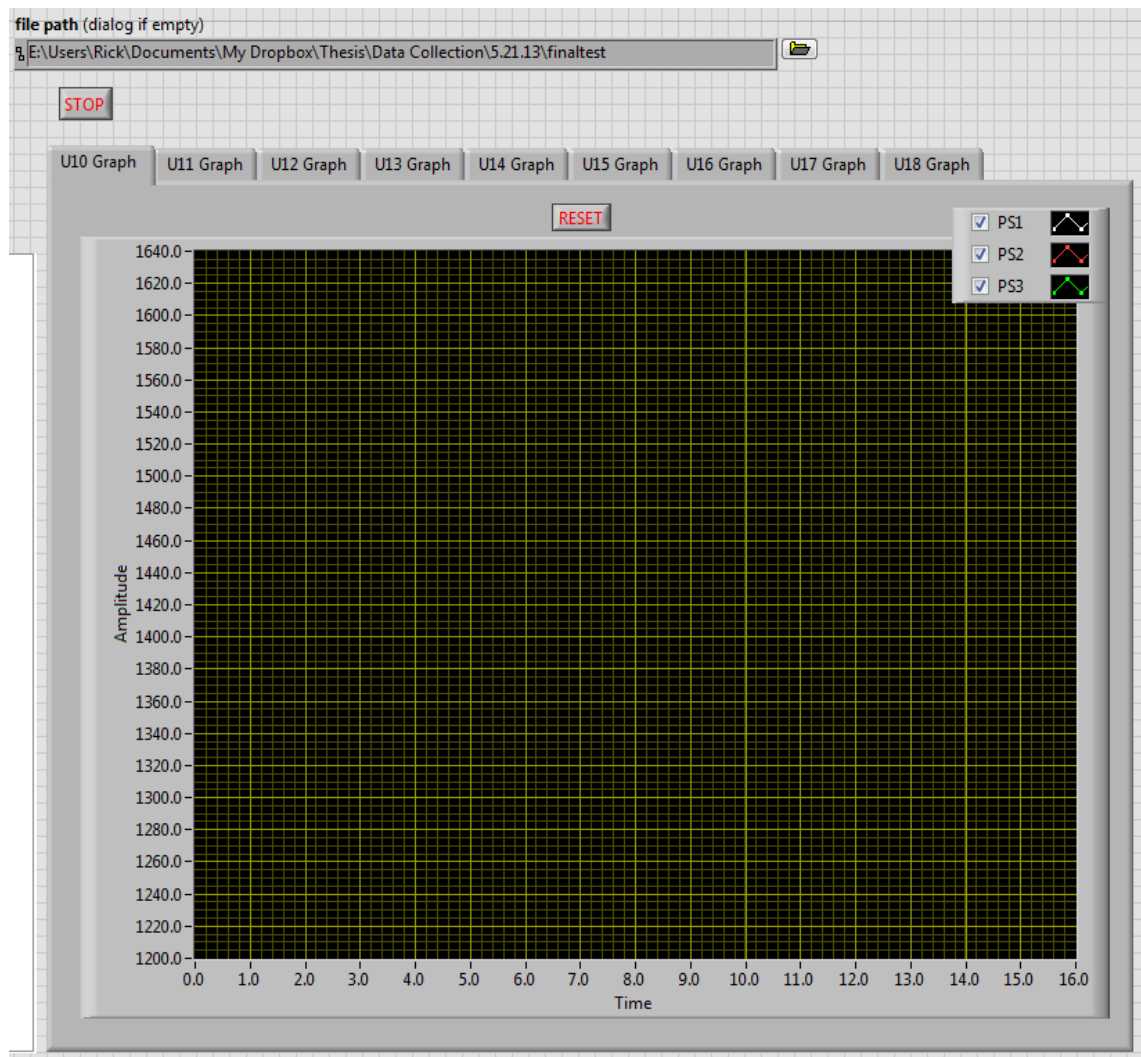 file path (dialog if empty)
E:\Users\Rick\Documents\My Dropbox\Thesis\Data Collection\5.21.13\finaltest
STOP
U10 Graph U11 Graph U12 Graph U13 Graph U14 Graph U15 Graph U16 Graph U17 Graph U18 Graph
RESET
PS1
PS2
PS3
1640.0
1620.0
1600.0
1580.0
1560.0
1540.0
1520.0
1500.0
1480.0
1460.0
1440.0
1420.0
1400.0
1380.0
1360.0
1340.0
1320.0
1300.0
1280.0
1260.0
1240.0
1220.0
1200.0
Amplitude
0.0 1.0 2.0 3.0 4.0 5.0 6.0 7.0 8.0 9.0 10.0 11.0 12.0 13.0 14.0 15.0 16.0
Time